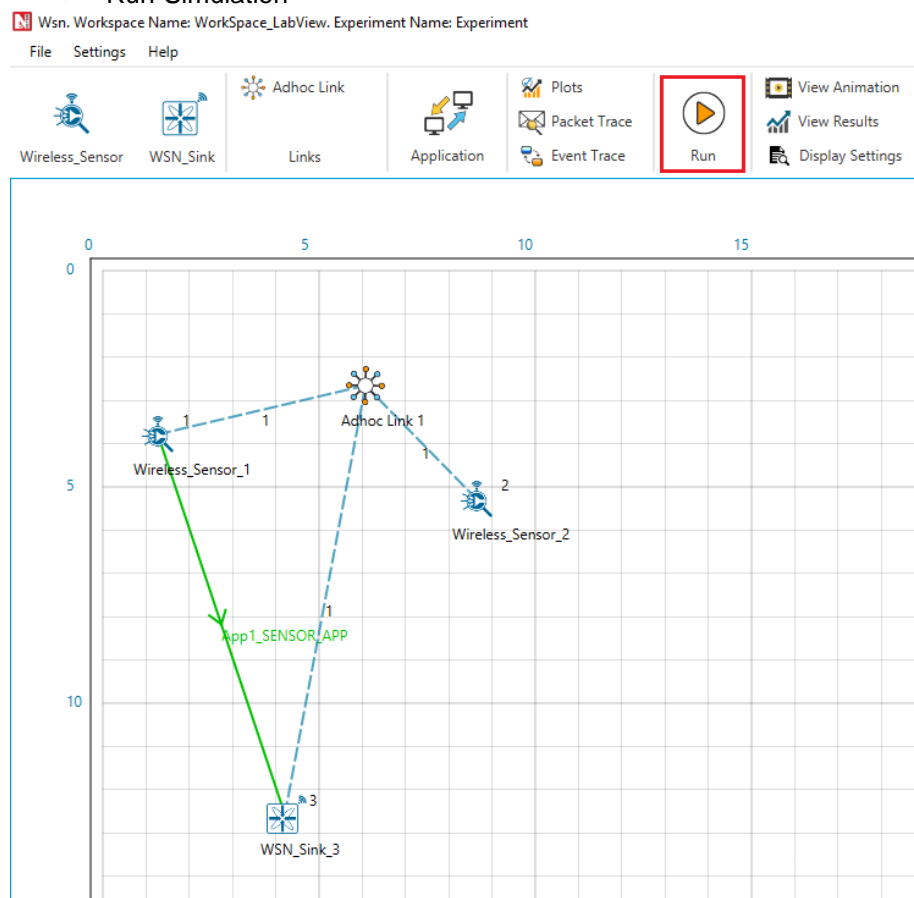 Run Simulation
Wsn. Workspace Name: WorkSpace_LabView. Experiment Name: Experiment
File Settings Help
Wireless_Sensor
WSN_Sink
Adhoc Link
Links
Application
Plots
Packet Trace
Event Trace
Run
View Animation
View Results
Display Settings
0 5 10 15
0
Adhoc Link 1
1 1
Wireless_Sensor_1
1
5
2
Wireless_Sensor_2
1
App1_SENSOR_APP
10
3
WSN_Sink_3